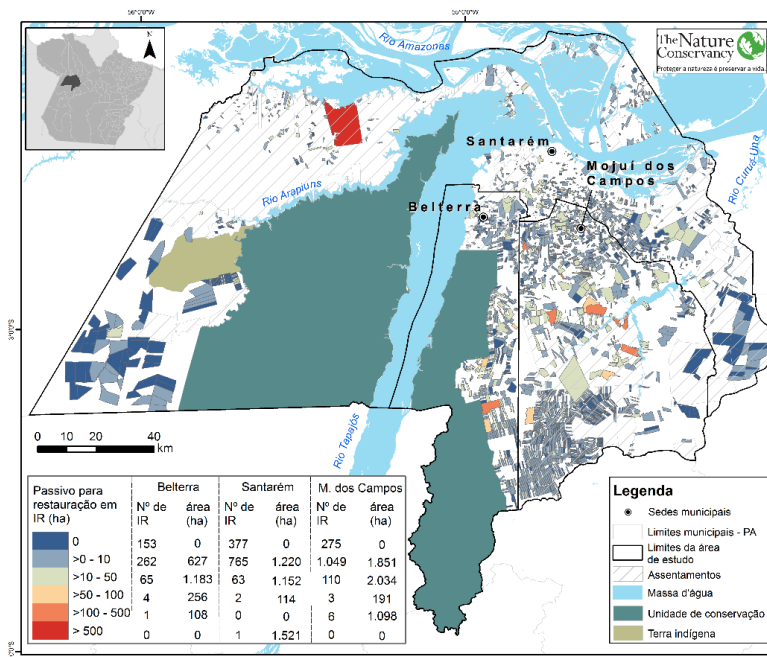 56°0'0"W
55°0'0"W
N
The Nature
Conservancy
Proteger a natureza é preservar a vida.
Rio Amazonas
Santarém
Mojuí dos
Campos
Rio Curuá-Una
Belterra
Rio Arapiuns
Rio Tapajós
0 10 20 40
km
Passivo para
restauração em
IR (ha)
Belterra Santarém M. dos Campos
Nº de IR área (ha) Nº de IR área (ha) Nº de IR área (ha)
0 153 0 377 0 275 0
>0 - 10 262 627 765 1.220 1.049 1.851
>10 - 50 65 1.183 63 1.152 110 2.034
>50 - 100 4 256 2 114 3 191
>100 - 500 1 108 0 0 6 1.098
> 500 0 0 1 1.521 0 0
Legenda
Sedes municipais
Limites municipais - PA
Limites da área
de estudo
Assentamentos
Massa d'água
Unidade de conservação
Terra indígena